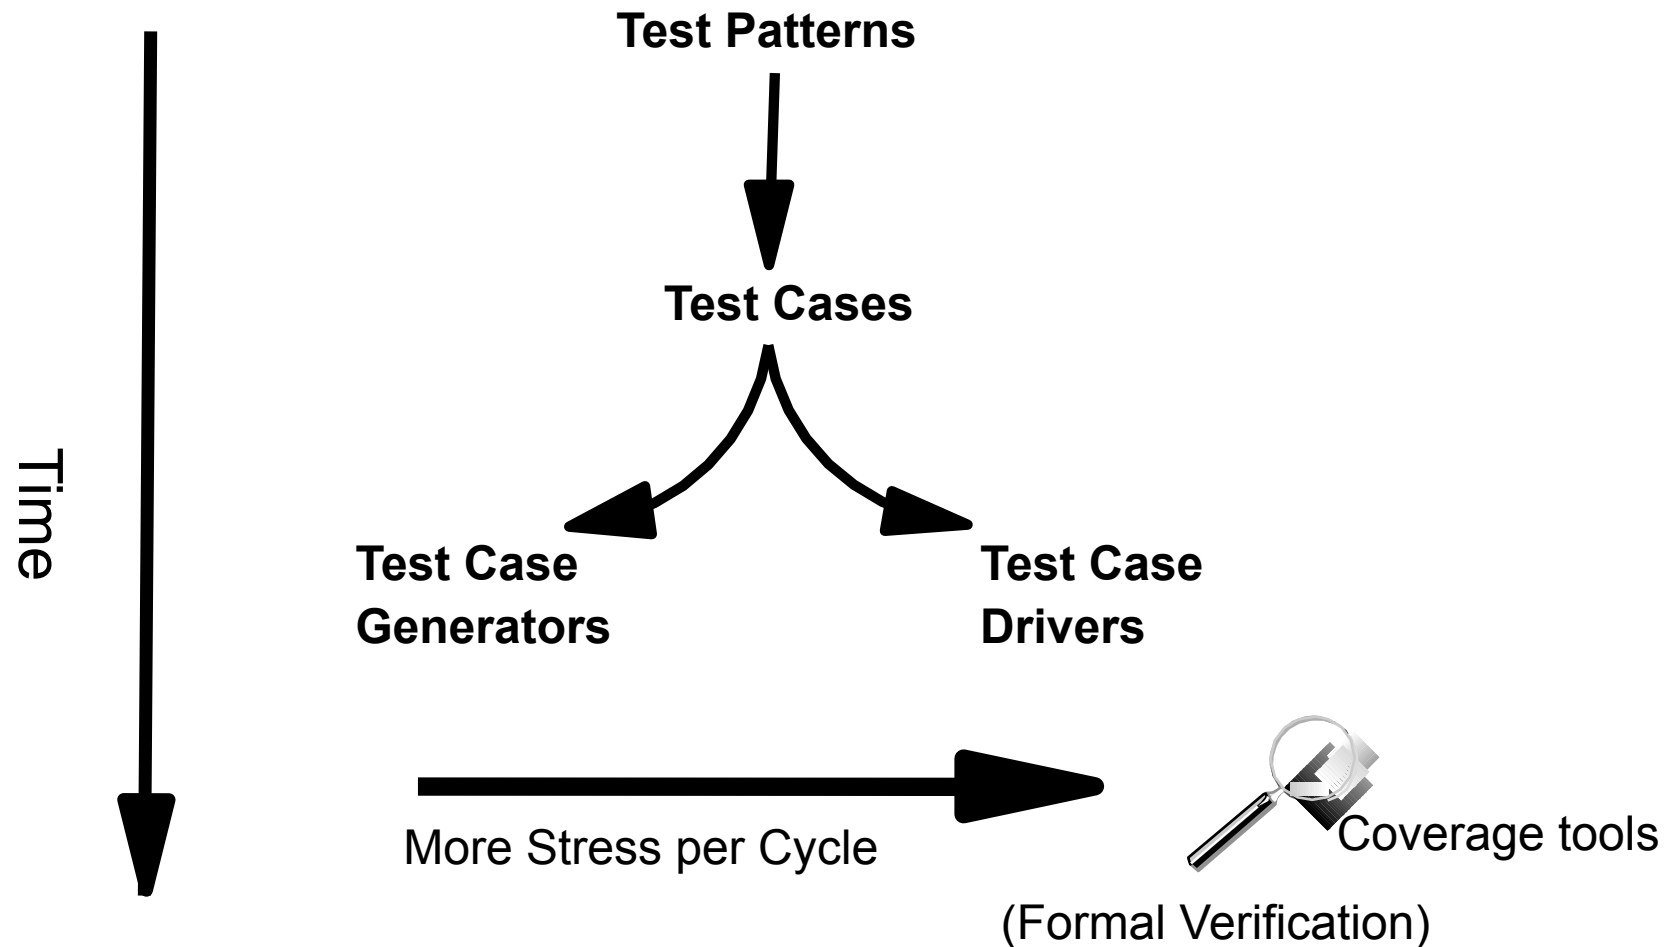 Test Patterns
Test Cases
Time
Test Case
Generators
Test Case
Drivers
More Stress per Cycle
Coverage tools
(Formal Verification)